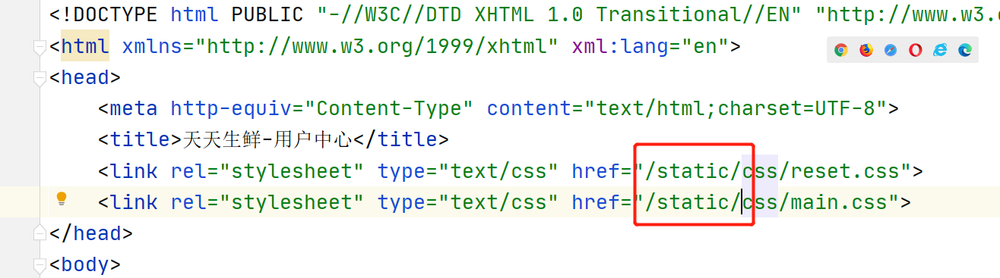 <!DOCTYPE html PUBLIC "-//W3C//DTD XHTML 1.0 Transitional//EN" "http://www.w3.
<html xmlns="http://www.w3.org/1999/xhtml" xml:lang="en">
<head>
<meta http-equiv="Content-Type" content="text/html;charset=UTF-8">
<title>天天生鲜-用户中心</title>
<link rel="stylesheet" type="text/css" href="/static/css/reset.css">
<link rel="stylesheet" type="text/css" href="/static/css/main.css">
</head>
<body>